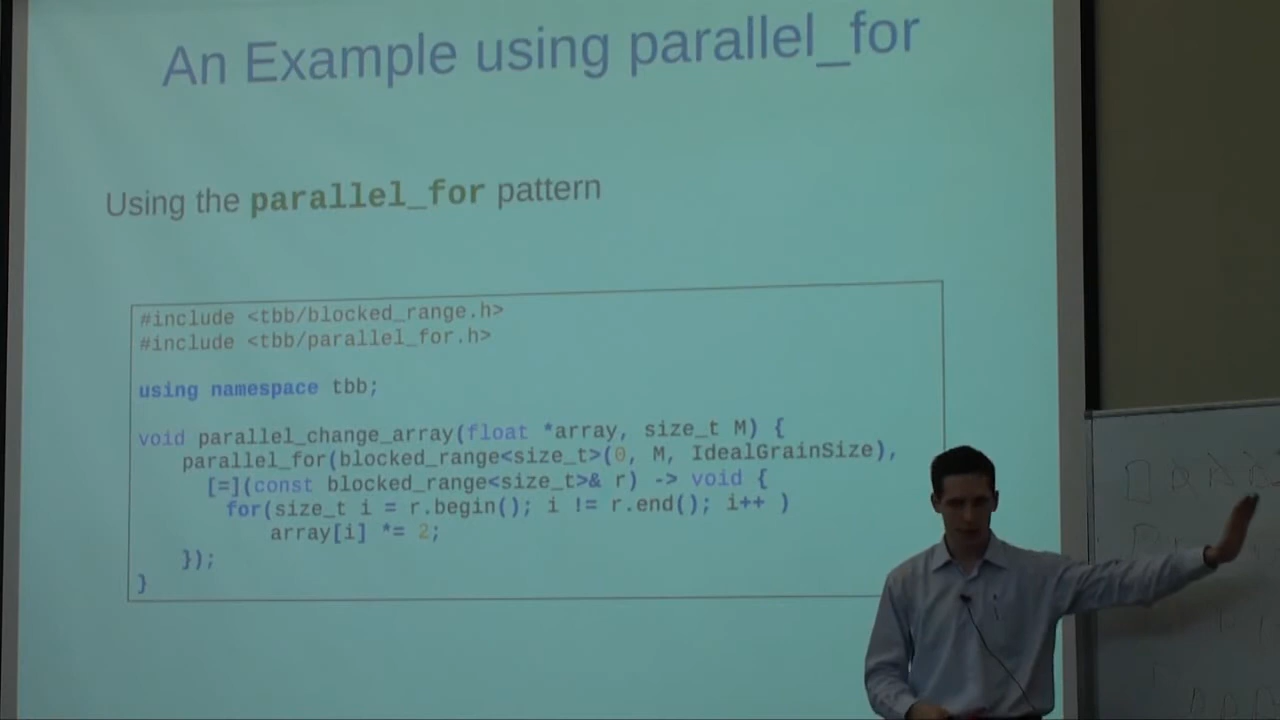 An Example using parallel_for
Using the parallel_for pattern
#include <tbb/blocked_range.h>
#include <tbb/parallel_for.h>
using namespace tbb;
void parallel_change_array(float *array, size_t M) {
parallel_for(blocked_range<size_t>(0, M, IdealGrainSize),
[=](const blocked_range<size_t>& r) -> void {
for(size_t i = r.begin(); i != r.end(); i++ )
array[i] *= 2;
});
}